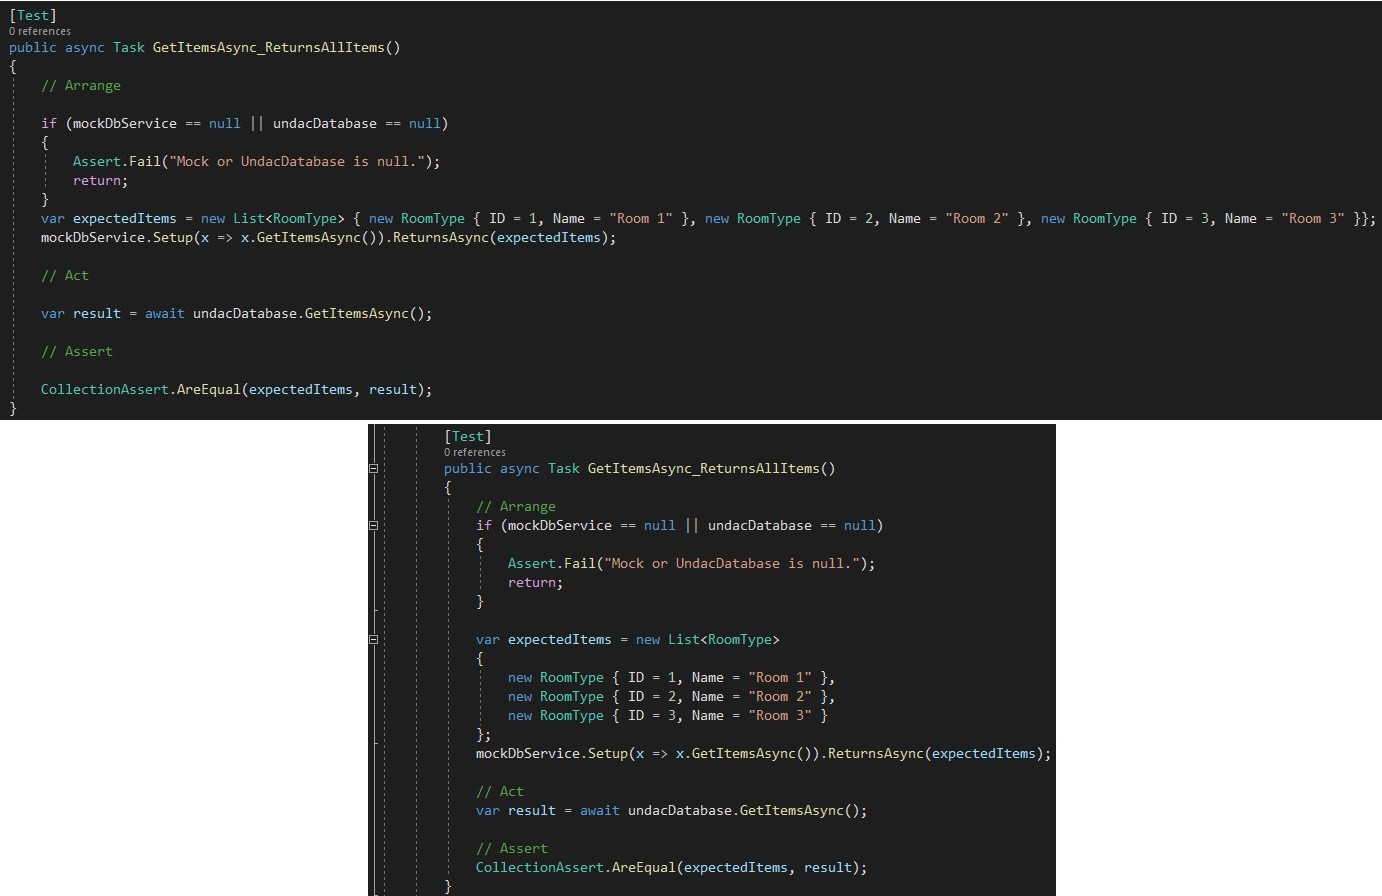 [Test]
0 references
public async Task GetItemsAsync_ReturnsAllItems()
{
// Arrange
if (mockDbService == null || undacDatabase == null)
{
Assert.Fail("Mock or UndacDatabase is null.");
return;
}
var expectedItems = new List<RoomType> { new RoomType { ID = 1, Name = "Room 1" }, new RoomType { ID = 2, Name = "Room 2" }, new RoomType { ID = 3, Name = "Room 3" }};
mockDbService.Setup(x => x.GetItemsAsync()).ReturnsAsync(expectedItems);
// Act
var result = await undacDatabase.GetItemsAsync();
// Assert
CollectionAssert.AreEqual(expectedItems, result);
}
[Test]
0 references
public async Task GetItemsAsync_ReturnsAllItems()
{
// Arrange
if (mockDbService == null || undacDatabase == null)
{
Assert.Fail("Mock or UndacDatabase is null.");
return;
}
var expectedItems = new List<RoomType>
{
new RoomType { ID = 1, Name = "Room 1" },
new RoomType { ID = 2, Name = "Room 2" },
new RoomType { ID = 3, Name = "Room 3" }
};
mockDbService.Setup(x => x.GetItemsAsync()).ReturnsAsync(expectedItems);
// Act
var result = await undacDatabase.GetItemsAsync();
// Assert
CollectionAssert.AreEqual(expectedItems, result);
}